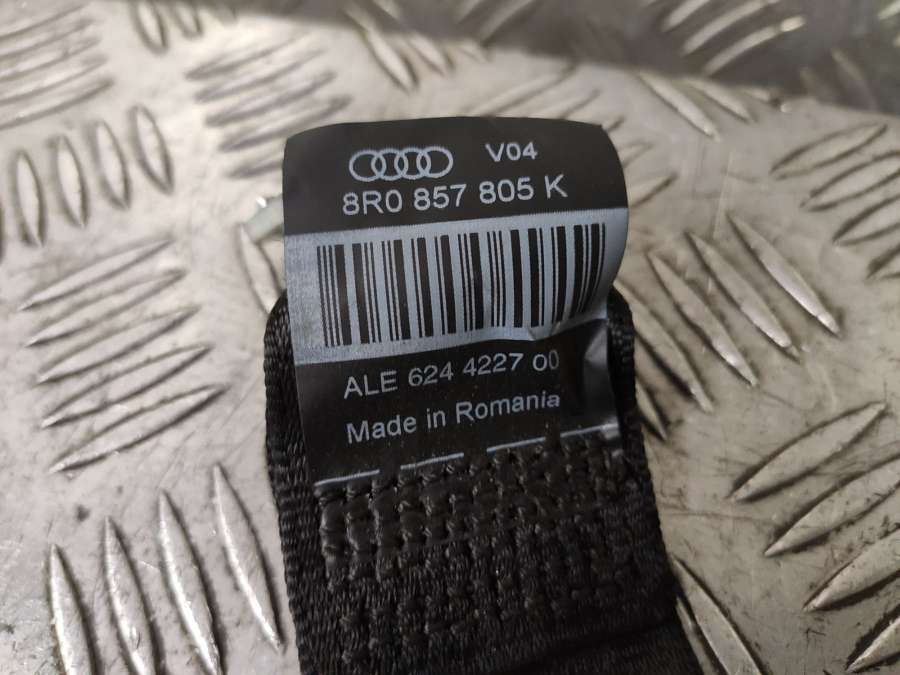 V04
8R0 857 805 K
ALE 624 4227 00
Made in Romania